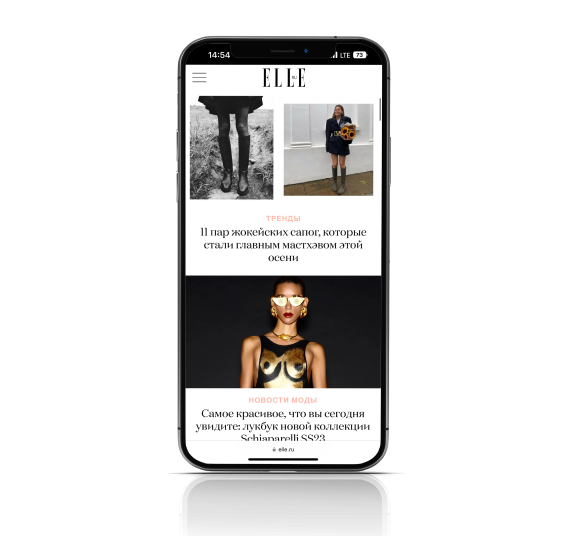 14:54
LTE 73
ELLE
RU
ТРЕНДЫ
11 пар жокейских сапог, которые
стали главным мастхэвом этой
осени
НОВОСТИ МОДЫ
Самое красивое, что вы сегодня
увидите: лукбук новой коллекции
Schiaparelli SS23
elle.ru